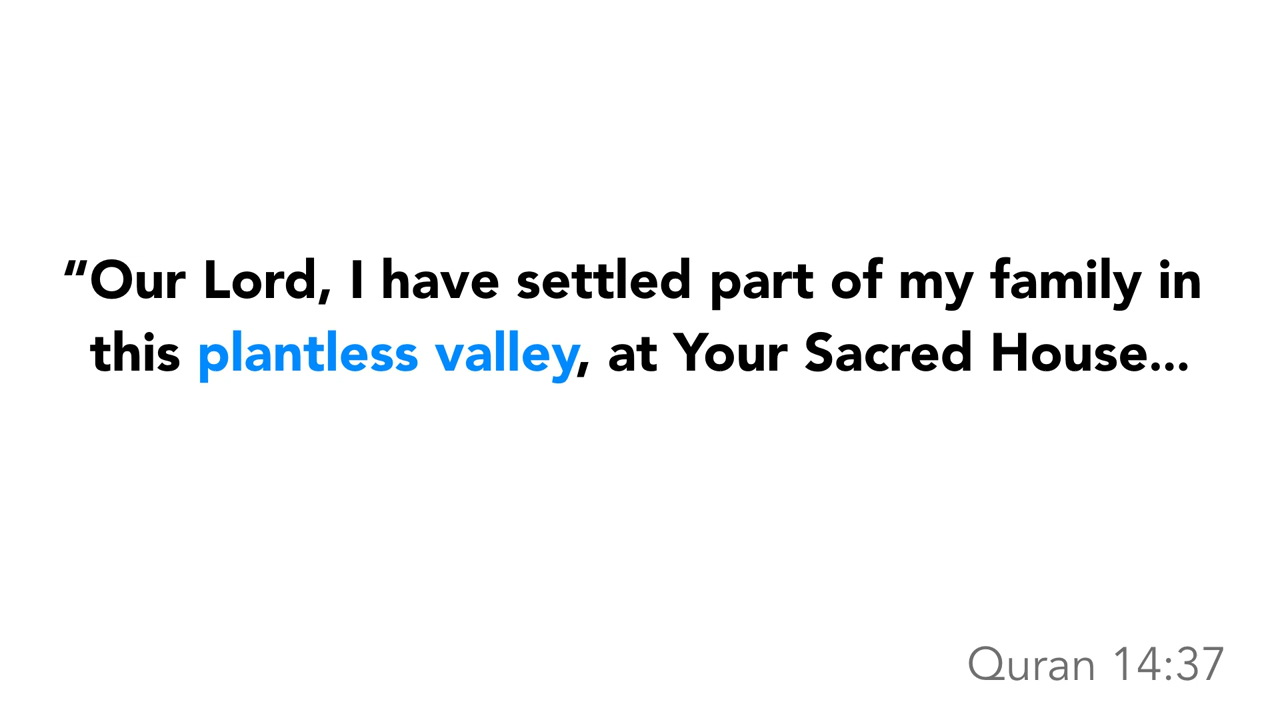 “Our Lord, I have settled part of my family in
this plantless valley, at Your Sacred House...
Quran 14:37